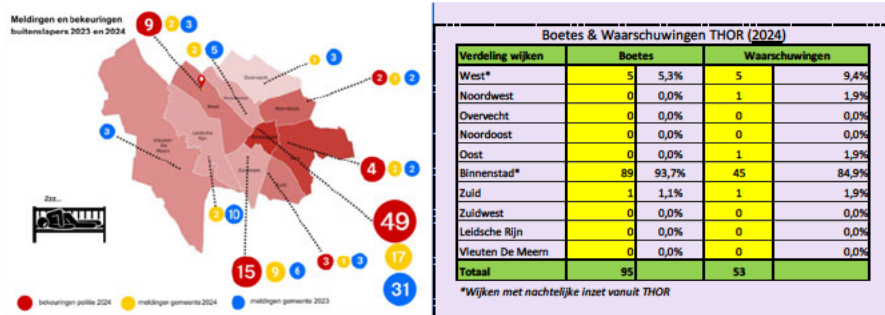 Meldingen en bekeuringen
buitenslapers 2023 en 2024
9 2 3
2 5
1 3
2 1 2
3
4 2 2
2 10
49
17
31
15 9 6
3 1 3
Overvecht
Noordoost
West
Leidsche
Rijn
Vleuten
De
Meern
Zuid
Zzz...
bekeuringen politie 2024
meldingen gemeente 2024
meldingen gemeente 2023
Boetes & Waarschuwingen THOR (2024)
Verdeling wijken Boetes Waarschuwingen
West* 5 5,3% 5 9,4%
Noordwest 0 0,0% 1 1,9%
Overvecht 0 0,0% 0 0,0%
Noordoost 0 0,0% 0 0,0%
Oost 0 0,0% 1 1,9%
Binnenstad* 89 93,7% 45 84,9%
Zuid 1 1,1% 1 1,9%
Zuidwest 0 0,0% 0 0,0%
Leidsche Rijn 0 0,0% 0 0,0%
Vleuten De Meern 0 0,0% 0 0,0%
Totaal 95 53
*Wijken met nachtelijke inzet vanuit THOR